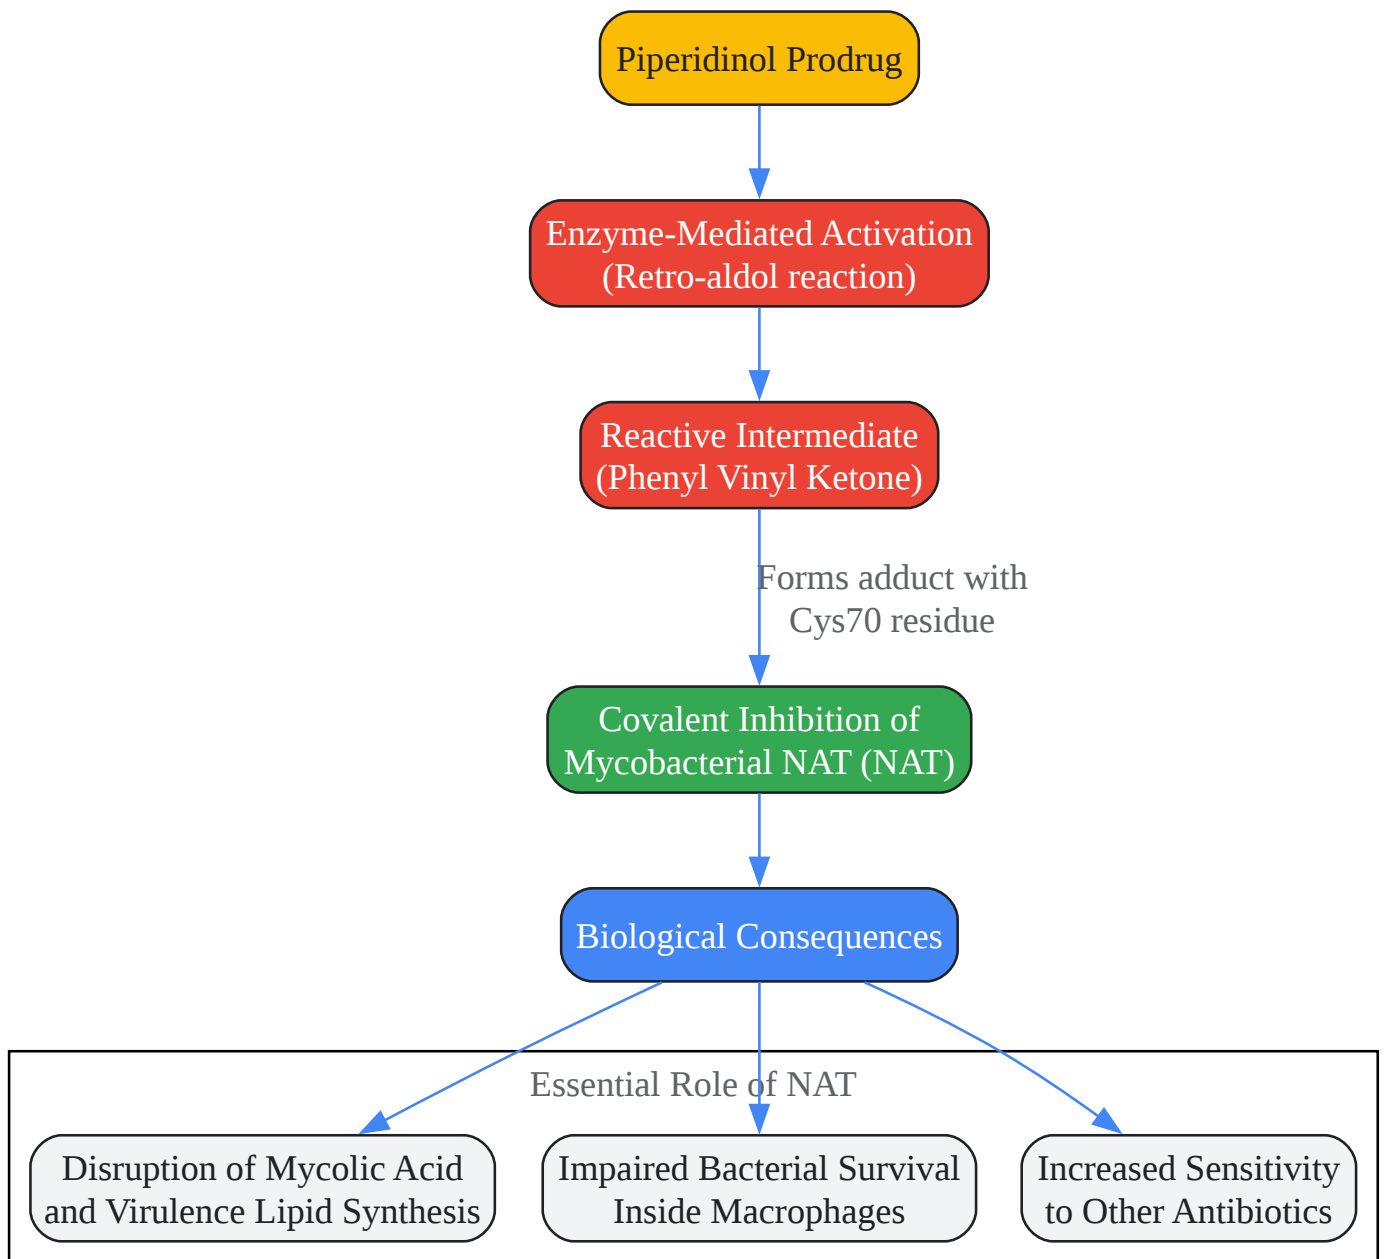 Piperidinol Prodrug
Enzyme-Mediated Activation
(Retro-aldol reaction)
Reactive Intermediate
(Phenyl Vinyl Ketone)
Forms adduct with
Cys70 residue
Covalent Inhibition of
Mycobacterial NAT (NAT)
Biological Consequences
Essential Role of NAT
Disruption of Mycolic Acid
and Virulence Lipid Synthesis
Impaired Bacterial Survival
Inside Macrophages
Increased Sensitivity
to Other Antibiotics